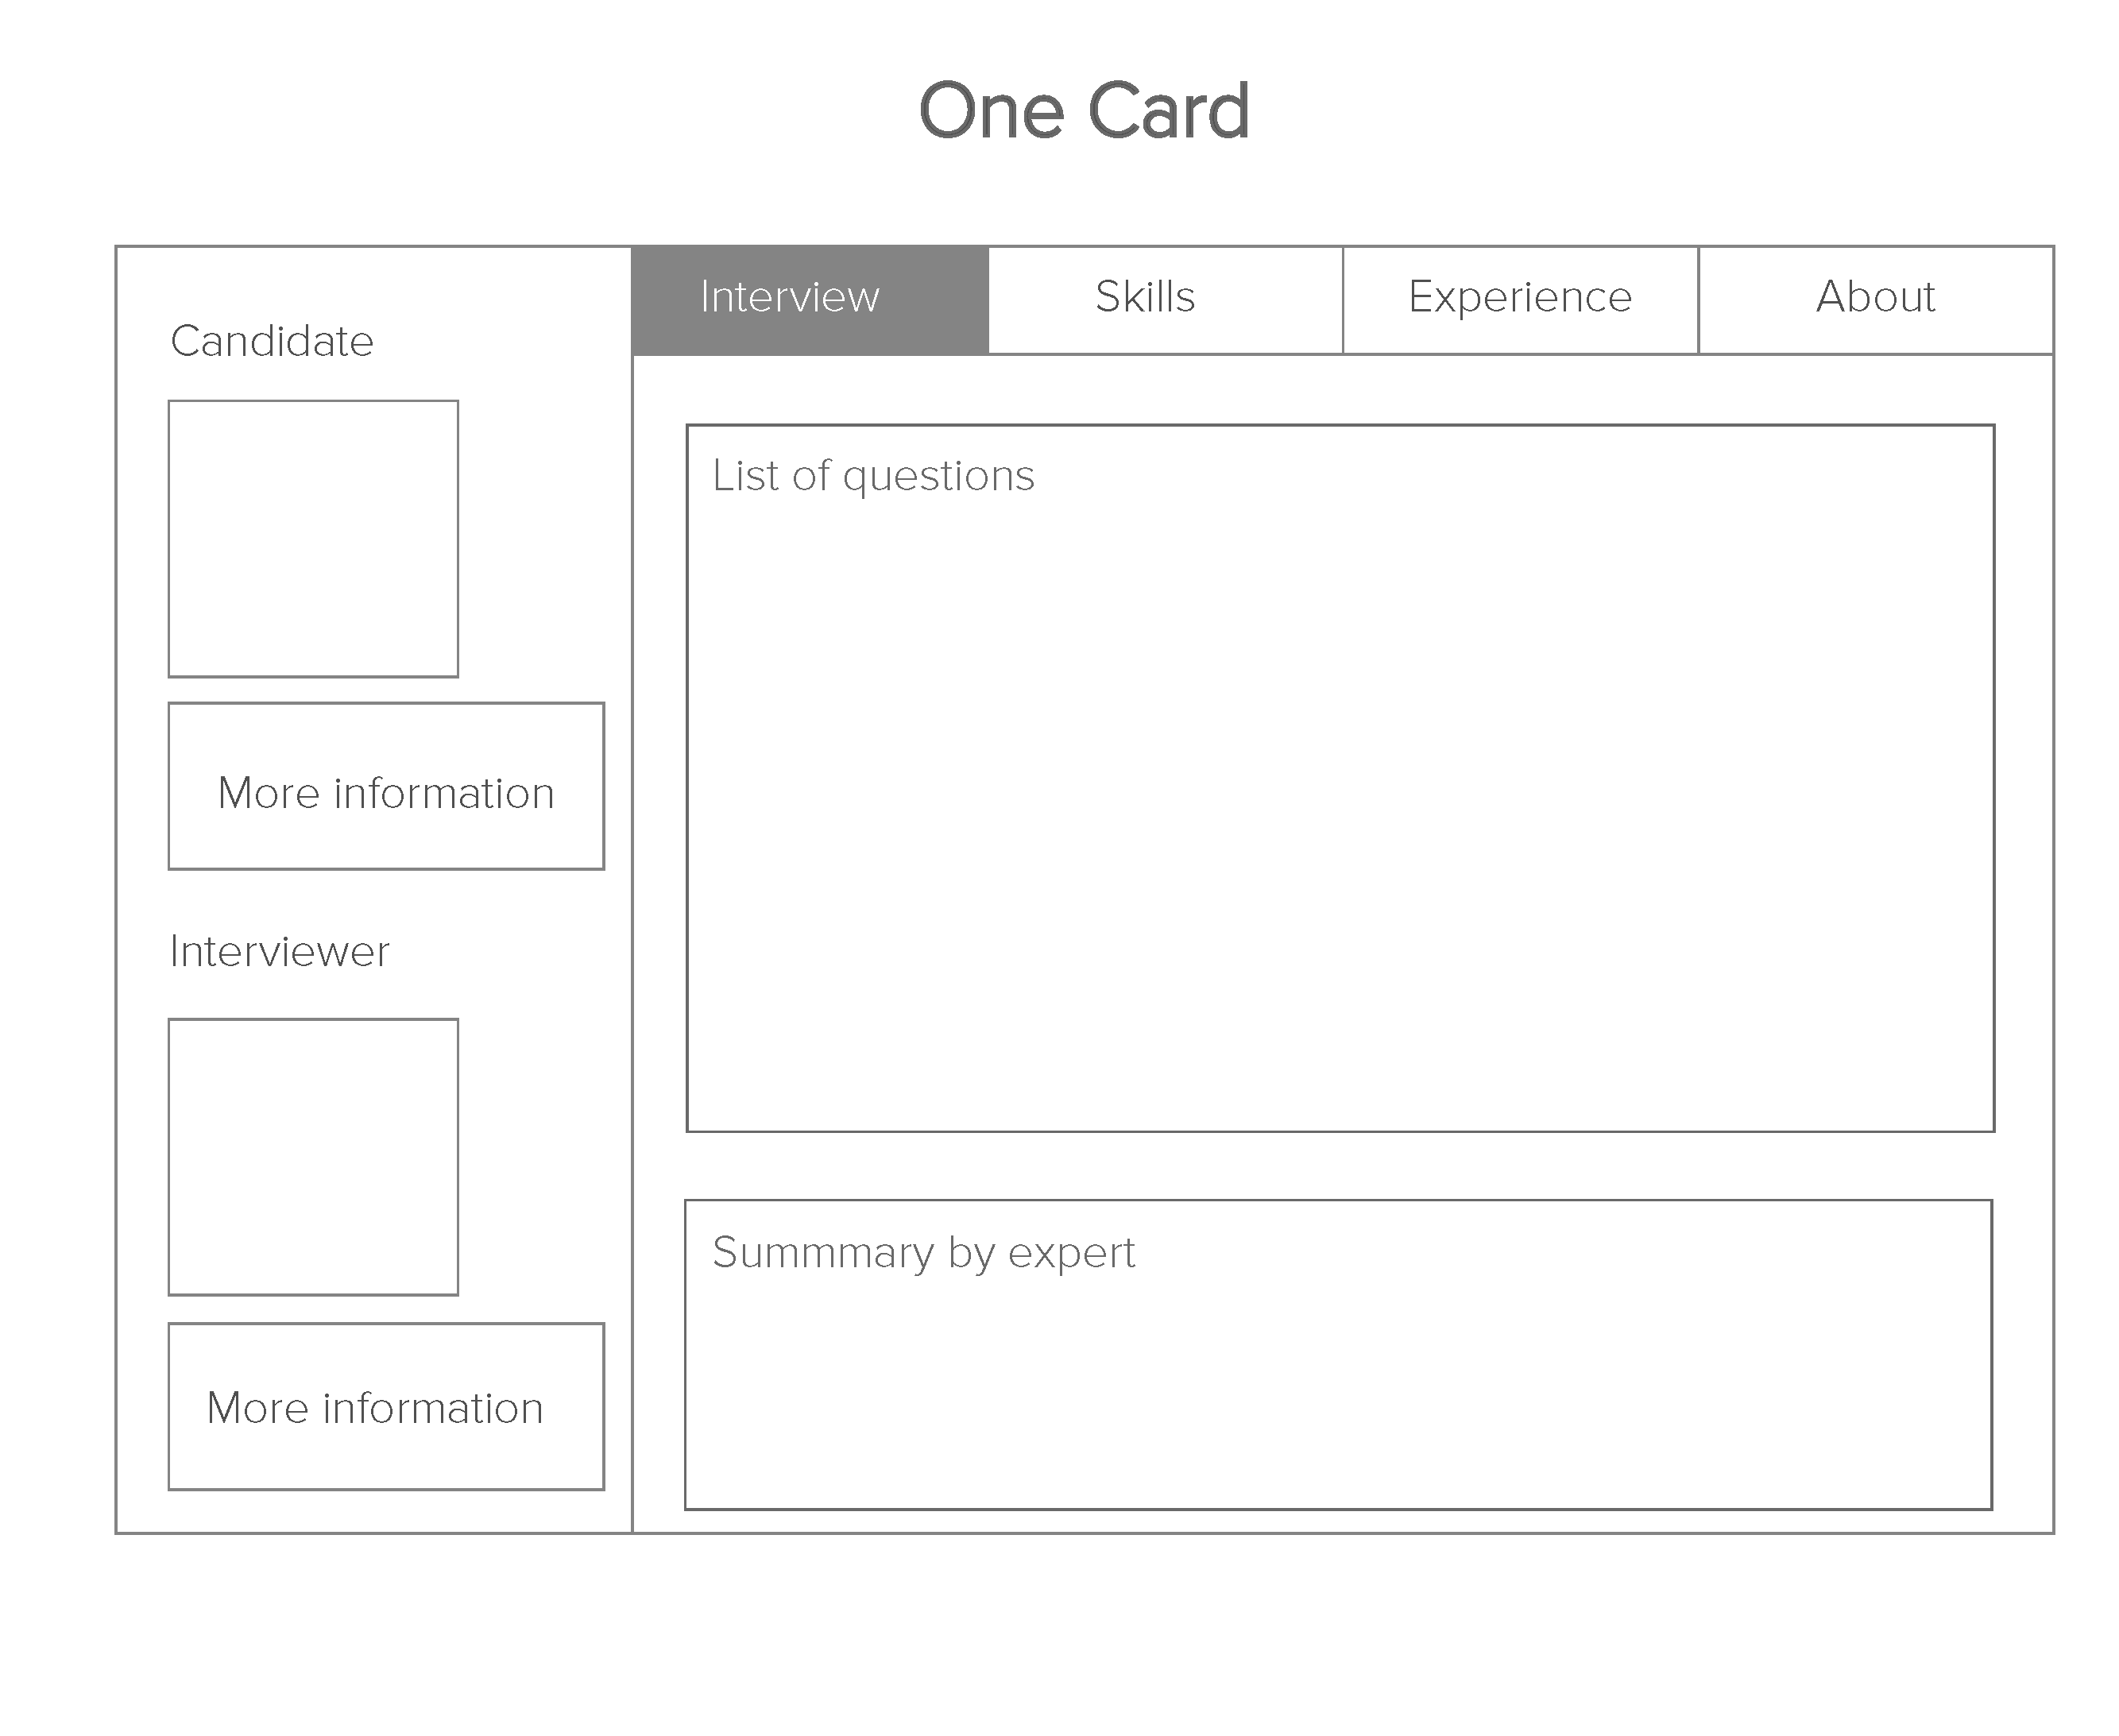 One Card
Candidate
More information
Interviewer
More information
Interview
Skills
Experience
About
List of questions
Summmary by expert